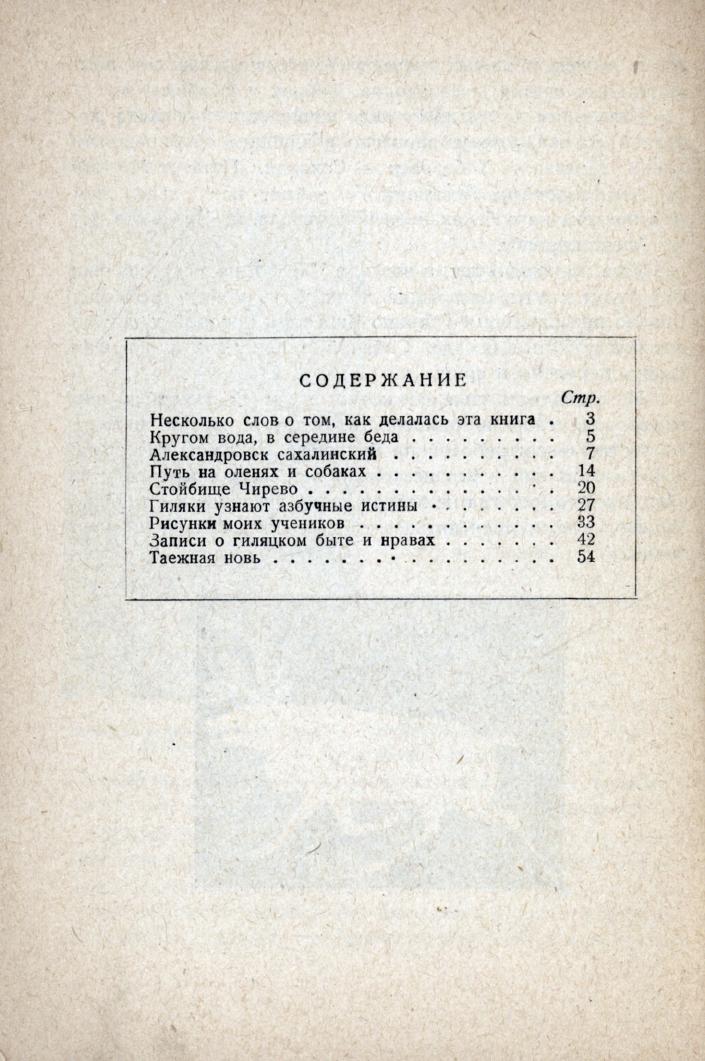 СОДЕРЖАНИЕ
Стр.
Несколько слов о том, как делалась эта книга . 3
Кругом вода, в середине беда . . . . . . . . . 5
Александровск сахалинский . . . . . . . . . . 7
Путь на оленях и собаках . . . . . . . . . . . 14
Стойбище Чирево . . . . . . . . . . . . . . . 20
Гиляки узнают азбучные истины . . . . . . . . 27
Рисунки моих учеников . . . . . . . . . . . . 33
Записи о гиляцком быте и нравах . . . . . . . 42
Таежная новь . . . . . . . . . . . . . . . . . 54